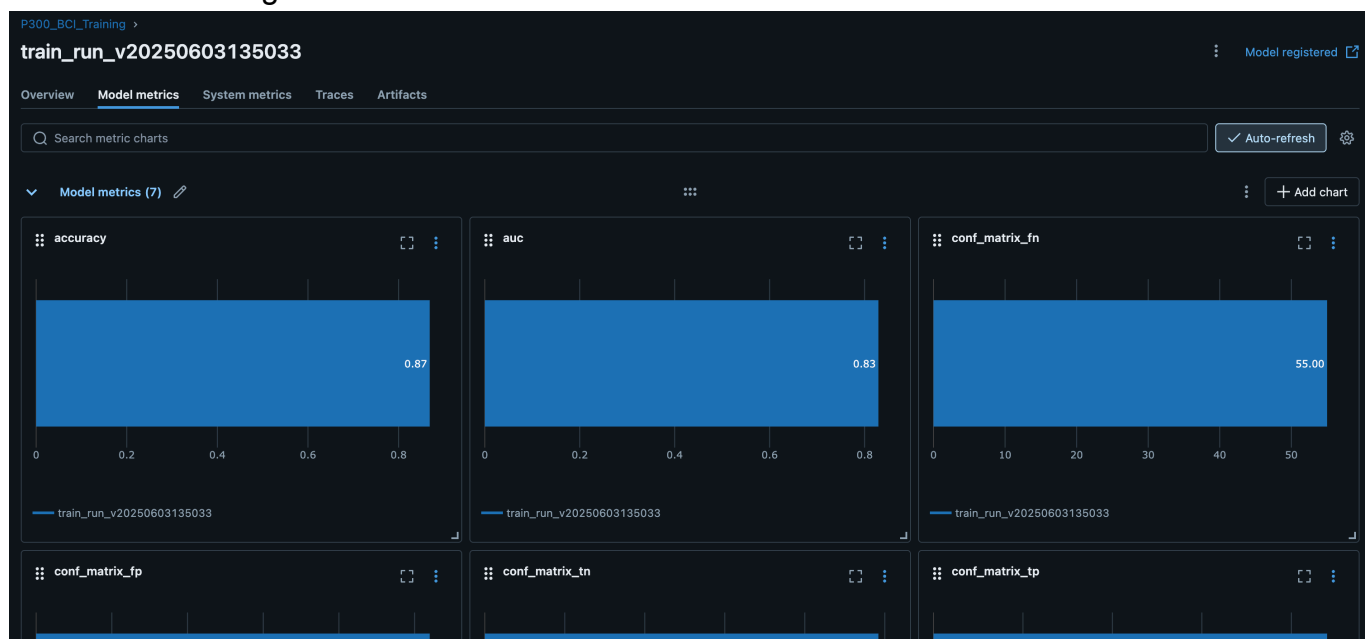 P300_BCI_Training ›
train_run_v20250603135033
Model registered
Overview Model metrics System metrics Traces Artifacts
Search metric charts
Auto-refresh
Model metrics (7)
+ Add chart
accuracy
0.87
0 0.2 0.4 0.6 0.8
train_run_v20250603135033
auc
0.83
0 0.2 0.4 0.6 0.8
train_run_v20250603135033
conf_matrix_fn
55.00
0 10 20 30 40 50
train_run_v20250603135033
conf_matrix_fp
conf_matrix_tn
conf_matrix_tp